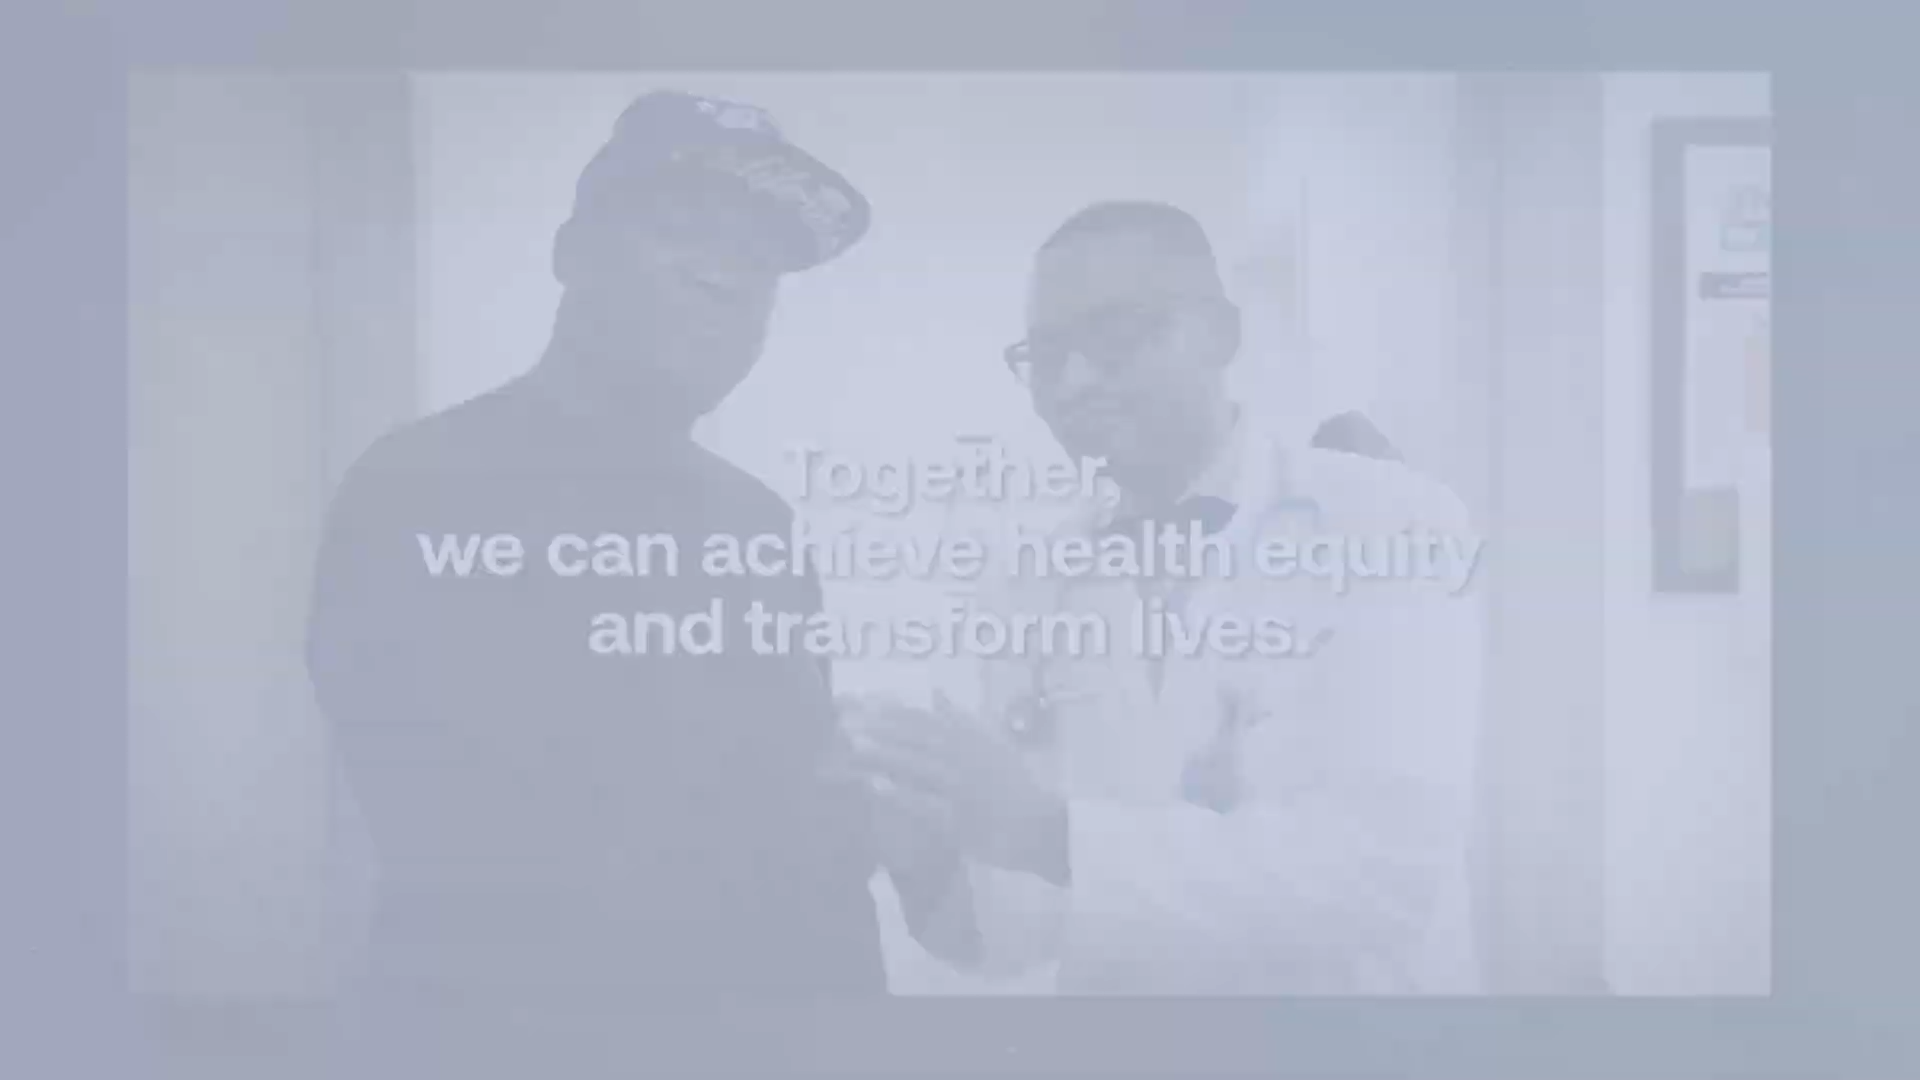 Together,
we can achieve health equity
and transform lives.